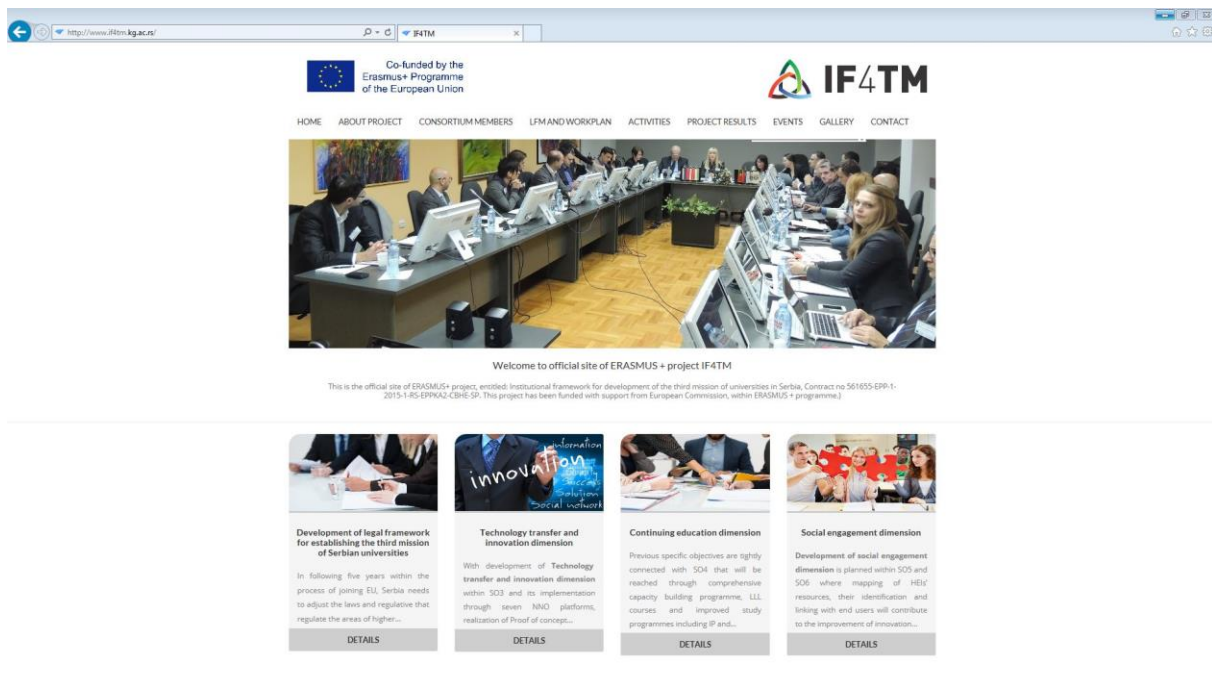 http://www.if4tm.kg.ac.rs/
IF4TM
Co-funded by the
Erasmus+ Programme
of the European Union
IF4TM
HOME ABOUT PROJECT CONSORTIUM MEMBERS LFM AND WORKPLAN ACTIVITIES PROJECT RESULTS EVENTS GALLERY CONTACT
Welcome to official site of ERASMUS + project IF4TM
This is the official site of ERASMUS+ project, entitled: Institutional framework for development of the third mission of universities in Serbia, Contract no 561655-EPP-1-
2015-1-RS-EPPKA2-CBHE-SP. This project has been funded with support from European Commission, within ERASMUS + programme.)
Development of legal framework
for establishing the third mission
of Serbian universities
In following five years within the
process of joining EU, Serbia needs
to adjust the laws and regulative that
regulate the areas of higher...
DETAILS
information
innovation
Success
Solution
Social network
Technology transfer and
innovation dimension
With development of Technology
transfer and innovation dimension
within SO3 and its implementation
through seven NNO platforms,
realization of Proof of concept...
DETAILS
Continuing education dimension
Previous specific objectives are tightly
connected with SO4 that will be
reached through comprehensive
capacity building programme, LLL
courses and improved study
programmes including IP and...
DETAILS
Social engagement dimension
Development of social engagement
dimension is planned within SO5 and
SO6 where mapping of HEIs'
resources, their identification and
linking with end users will contribute
to the improvement of innovation...
DETAILS